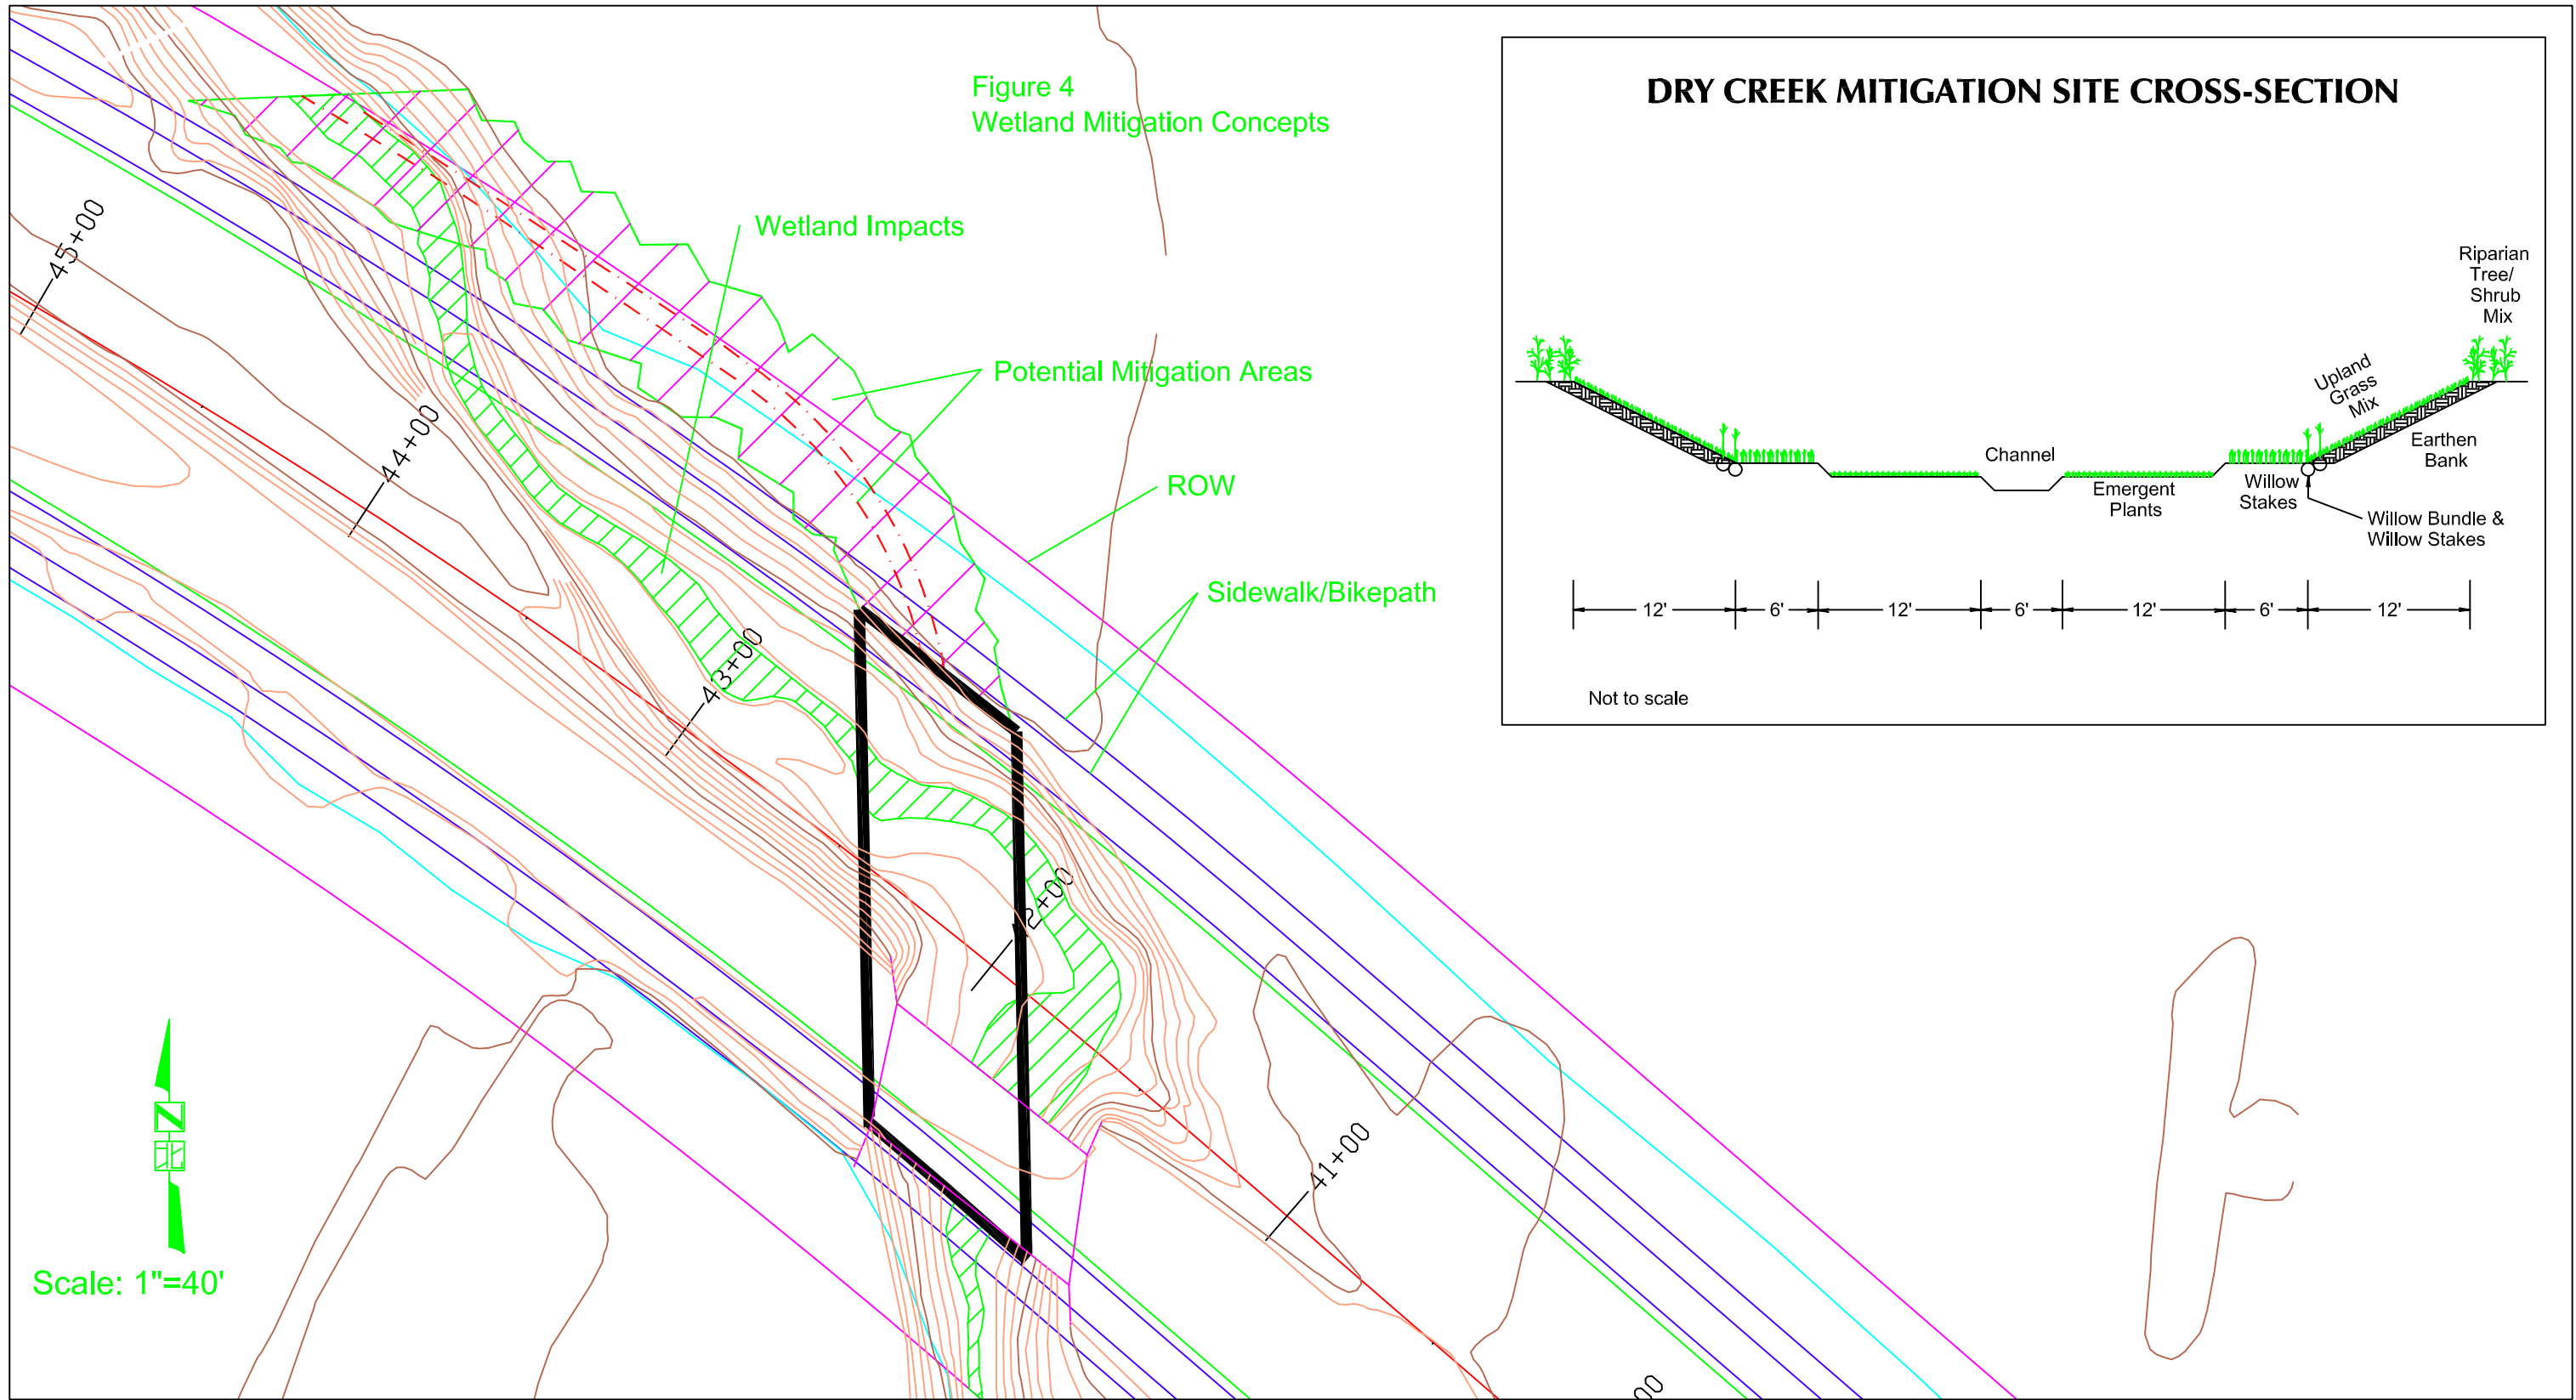 Figure 4
Wetland Mitigation Concepts
Wetland Impacts
Potential Mitigation Areas
ROW
Sidewalk/Bikepath
45+00
44+00
43+00
42+00
41+00
00
N
Scale: 1"=40'
DRY CREEK MITIGATION SITE CROSS-SECTION
Riparian
Tree/
Shrub
Mix
Upland
Grass
Mix
Earthen
Bank
Channel
Emergent
Plants
Willow
Stakes
Willow Bundle &
Willow Stakes
12' 6' 12' 6' 12' 6' 12'
Not to scale